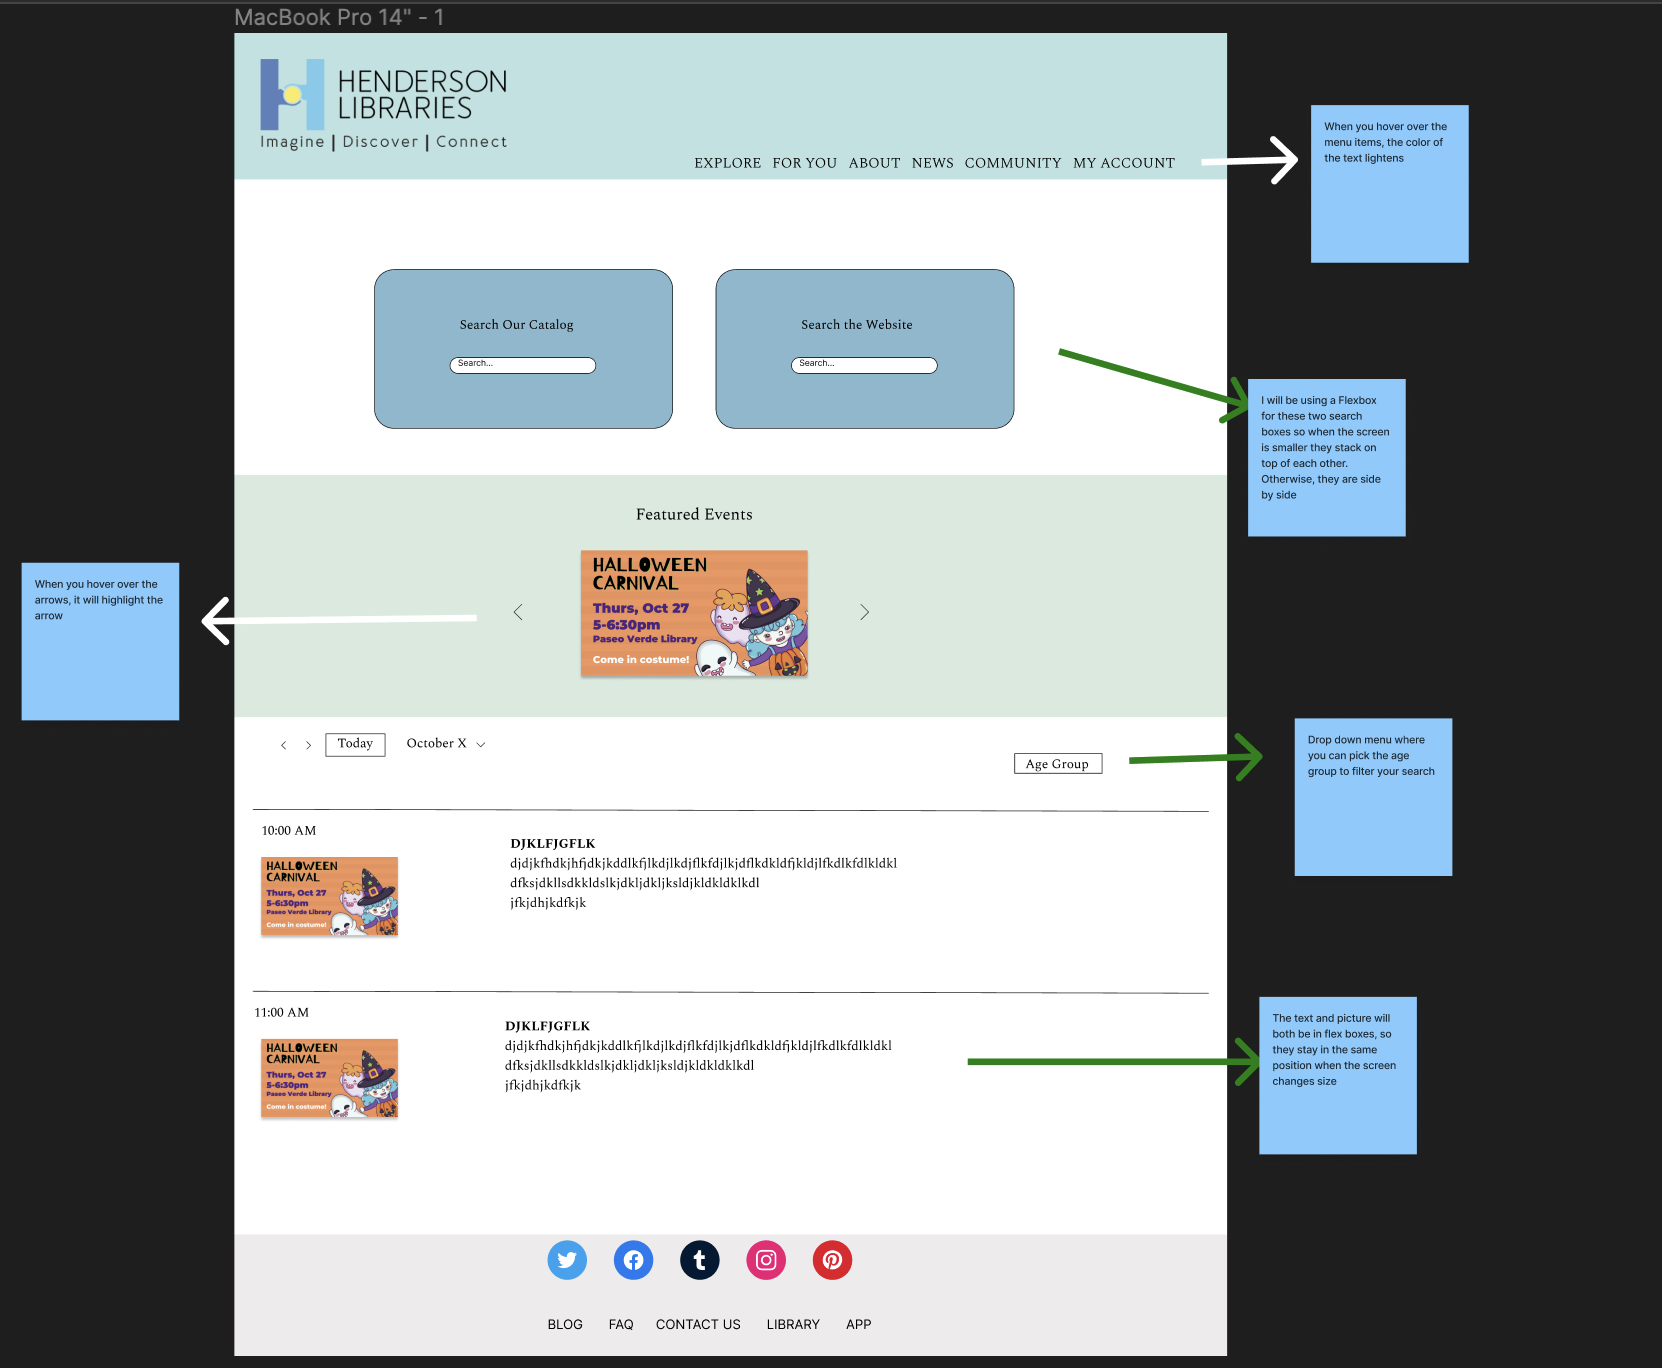 MacBook Pro 14" - 1
HENDERSON
LIBRARIES
Imagine | Discover | Connect
EXPLORE FOR YOU ABOUT NEWS COMMUNITY MY ACCOUNT
When you hover over the
menu items, the color of
the text lightens
Search Our Catalog
Search...
Search the Website
Search...
I will be using a Flexbox
for these two search
boxes so when the screen
is smaller they stack on
top of each other.
Otherwise, they are side
by side
Featured Events
HALLOWEEN
CARNIVAL
Thurs, Oct 27
5-6:30pm
Paseo Verde Library
Come in costume!
When you hover over the
arrows, it will highlight the
arrow
Today
October X
Age Group
Drop down menu where
you can pick the age
group to filter your search
10:00 AM
HALLOWEEN
CARNIVAL
Thurs, Oct 27
5-6:30pm
Paseo Verde Library
Come in costume!
DJKLFJGFLK
djdjkfhdkjhfjdkjkddlkfjlkdjlkdjflkfdjlkjdflkdkldfjkldjlfkdlkfdlkldkl
dfksjdkllsdkkldslkjdkljdkljksldjkldkldklkdl
jfkjdhjkdfkjk
11:00 AM
HALLOWEEN
CARNIVAL
Thurs, Oct 27
5-6:30pm
Paseo Verde Library
Come in costume!
DJKLFJGFLK
djdjkfhdkjhfjdkjkddlkfjlkdjlkdjflkfdjlkjdflkdkldfjkldjlfkdlkfdlkldkl
dfksjdkllsdkkldslkjdkljdkljksldjkldkldklkdl
jfkjdhjkdfkjk
The text and picture will
both be in flex boxes, so
they stay in the same
position when the screen
changes size
BLOG FAQ CONTACT US LIBRARY APP